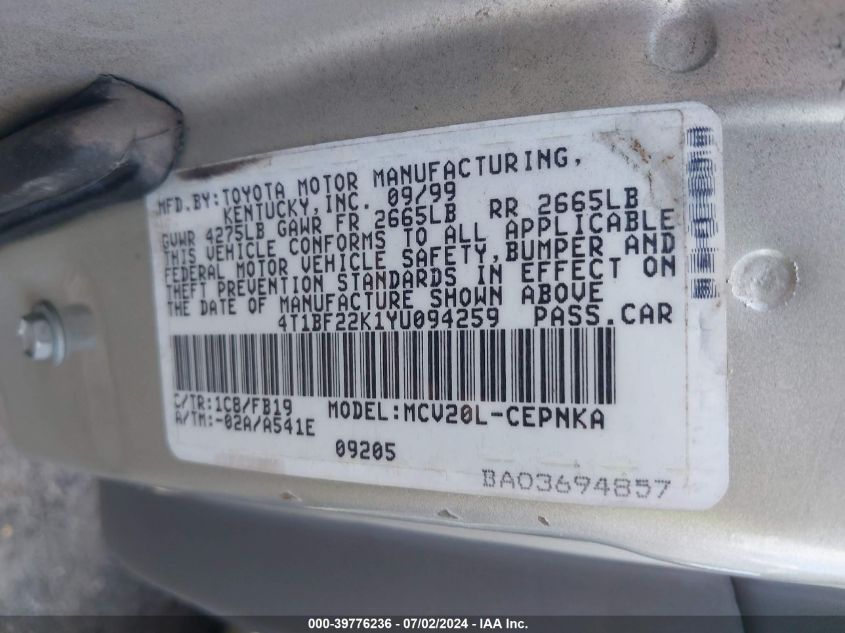 MFD.BY:TOYOTA MOTOR MANUFACTURING,
KENTUCKY,INC. 09/99
GVWR 4275LB GAWR FR 2665LB RR 2665LB
THIS VEHICLE CONFORMS TO ALL APPLICABLE
FEDERAL MOTOR VEHICLE SAFETY,BUMPER AND
THEFT PREVENTION STANDARDS IN EFFECT ON
THE DATE OF MANUFACTURE SHOWN ABOVE
4T1BF22K1YU094259 PASS.CAR
C/TR:1C8/FB19 MODEL:MCV20L-CEPNKA
A/TM:-02A/A541E
09205
BA03694857
000-39776236 - 07/02/2024 - IAA Inc.